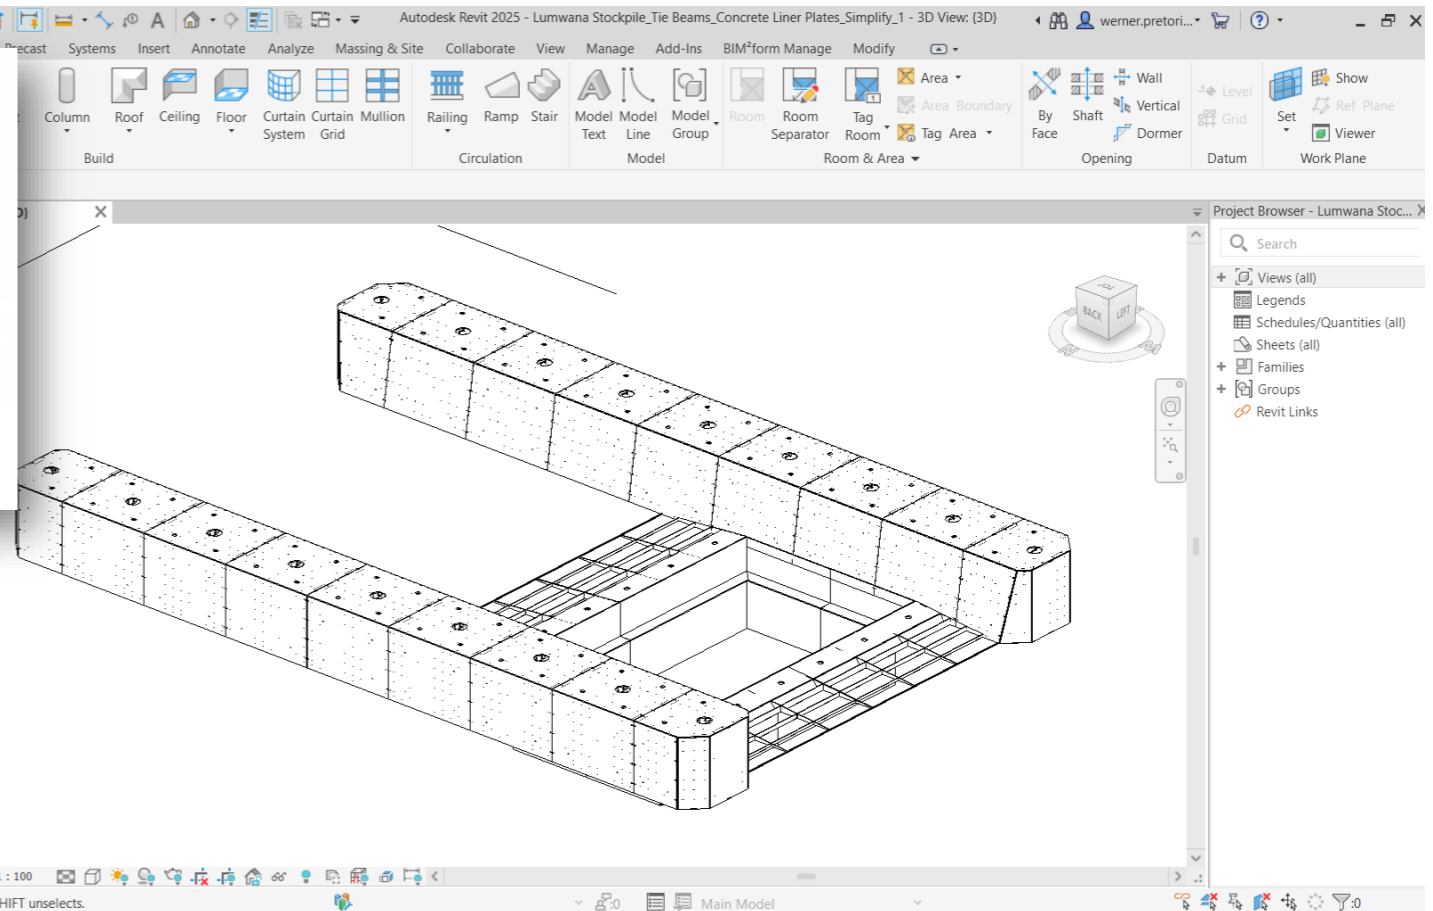 A Autodesk Revit 2025 - Lumwana Stockpile_Tie Beams_Concrete Liner Plates_Simplify_1 - 3D View: {3D} werner.pretori...
Precast Systems Insert Annotate Analyze Massing & Site Collaborate View Manage Add-Ins BIM²form Manage Modify
Column Roof Ceiling Floor Curtain System Curtain Grid Mullion Railing Ramp Stair Model Text Model Line Model Group Room Room Separator Tag Room
Area
Area Boundary
Tag Area
By Face Shaft
Wall
Vertical
Dormer
Level
Grid
Set
Show
Ref Plane
Viewer
Build Circulation Model Room & Area Opening Datum Work Plane
Project Browser - Lumwana Stoc...
Search
Views (all)
Legends
Schedules/Quantities (all)
Sheets (all)
Families
Groups
Revit Links
TOP
BACK LEFT
: 100
HIFT unselects. :0 Main Model :0